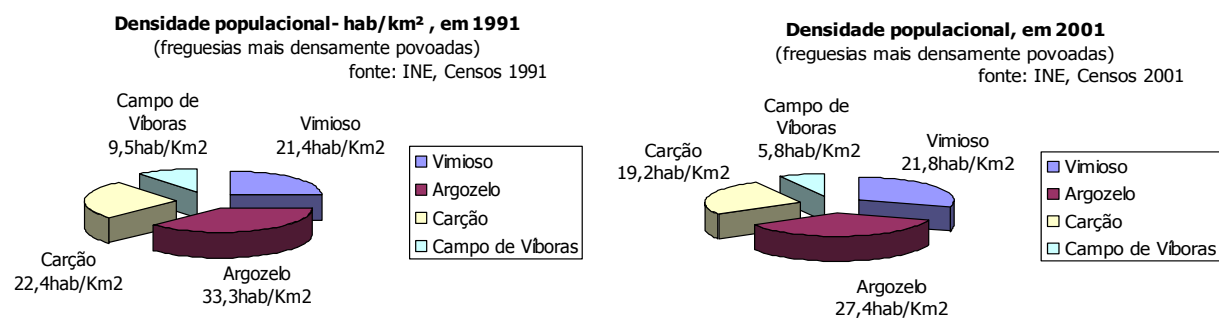 Densidade populacional- hab/km² , em 1991
(freguesias mais densamente povoadas)
fonte: INE, Censos 1991
Campo de
Víboras
9,5hab/Km2
Vimioso
21,4hab/Km2
Carção
22,4hab/Km2
Argozelo
33,3hab/Km2
Vimioso
Argozelo
Carção
Campo de Víboras
Densidade populacional, em 2001
(freguesias mais densamente povoadas)
fonte: INE, Censos 2001
Carção
19,2hab/Km2
Campo de
Víboras
5,8hab/Km2
Vimioso
21,8hab/Km2
Argozelo
27,4hab/Km2
Vimioso
Argozelo
Carção
Campo de Víboras